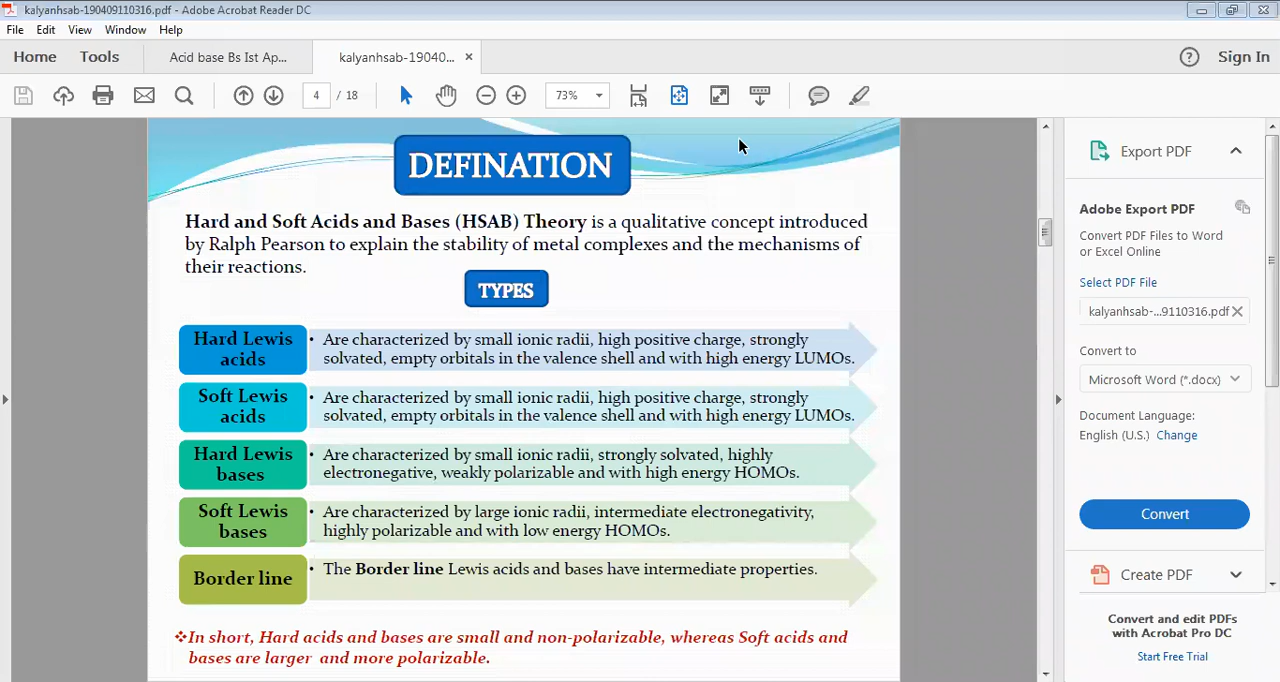 kalyanhsab-190409110316.pdf - Adobe Acrobat Reader DC
File Edit View Window Help
Home Tools Acid base Bs Ist Ap... kalyanhsab-19040... × ? Sign In
4 / 18 73%
DEFINATION
Hard and Soft Acids and Bases (HSAB) Theory is a qualitative concept introduced
by Ralph Pearson to explain the stability of metal complexes and the mechanisms of
their reactions.
TYPES
Hard Lewis
acids
• Are characterized by small ionic radii, high positive charge, strongly
solvated, empty orbitals in the valence shell and with high energy LUMOs.
Soft Lewis
acids
• Are characterized by small ionic radii, high positive charge, strongly
solvated, empty orbitals in the valence shell and with high energy LUMOs.
Hard Lewis
bases
• Are characterized by small ionic radii, strongly solvated, highly
electronegative, weakly polarizable and with high energy HOMOs.
Soft Lewis
bases
• Are characterized by large ionic radii, intermediate electronegativity,
highly polarizable and with low energy HOMOs.
Border line
• The Border line Lewis acids and bases have intermediate properties.
❖In short, Hard acids and bases are small and non-polarizable, whereas Soft acids and
bases are larger and more polarizable.
Export PDF
Adobe Export PDF
Convert PDF Files to Word
or Excel Online
Select PDF File
kalyanhsab-...9110316.pdf ×
Convert to
Microsoft Word (*.docx)
Document Language:
English (U.S.) Change
Convert
Create PDF
Convert and edit PDFs
with Acrobat Pro DC
Start Free Trial